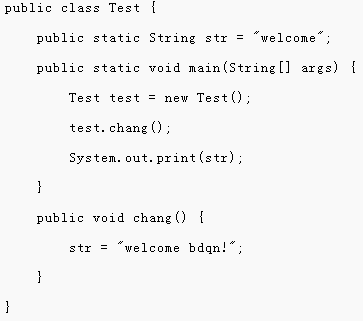 public class Test {
public static String str = "welcome";
public static void main(String[] args) {
Test test = new Test();
test.chang();
System.out.print(str);
}
public void chang() {
str = "welcome bdqn!";
}
}